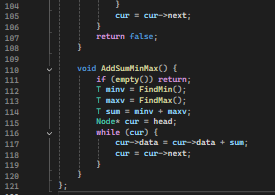 104 }
105 cur = cur->next;
106 }
107 return false;
108 }
109
110 void AddSumMinMax() {
111 if (empty()) return;
112 T minv = FindMin();
113 T maxv = FindMax();
114 T sum = minv + maxv;
115 Node* cur = head;
116 while (cur) {
117 cur->data = cur->data + sum;
118 cur = cur->next;
119 }
120 }
121 };